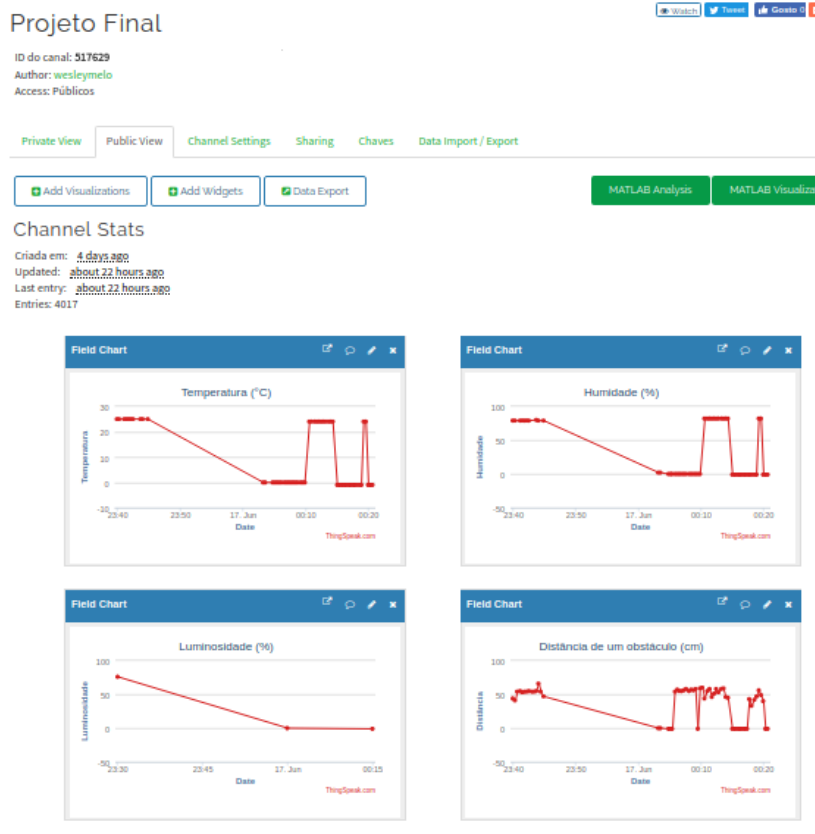 Projeto Final
Watch Tweet Gosto 0
ID do canal: 517629
Author: wesleymelo
Access: Públicos
Private View Public View Channel Settings Sharing Chaves Data Import / Export
Add Visualizations Add Widgets Data Export MATLAB Analysis MATLAB Visualiza
Channel Stats
Criada em: 4 days ago
Updated: about 22 hours ago
Last entry: about 22 hours ago
Entries: 4017
Field Chart
Temperatura (°C)
Temperatura
30
20
10
0
-10
23:40 23:50 17. Jun 00:10 00:20
Date
ThingSpeak.com
Field Chart
Humidade (%)
Humidade
100
50
0
-50
23:40 23:50 17. Jun 00:10 00:20
Date
ThingSpeak.com
Field Chart
Luminosidade (%)
Luminosidade
100
50
0
-50
23:30 23:45 17. Jun 00:15
Date
ThingSpeak.com
Field Chart
Distância de um obstáculo (cm)
Distância
100
50
0
-50
23:40 23:50 17. Jun 00:10 00:20
Date
ThingSpeak.com